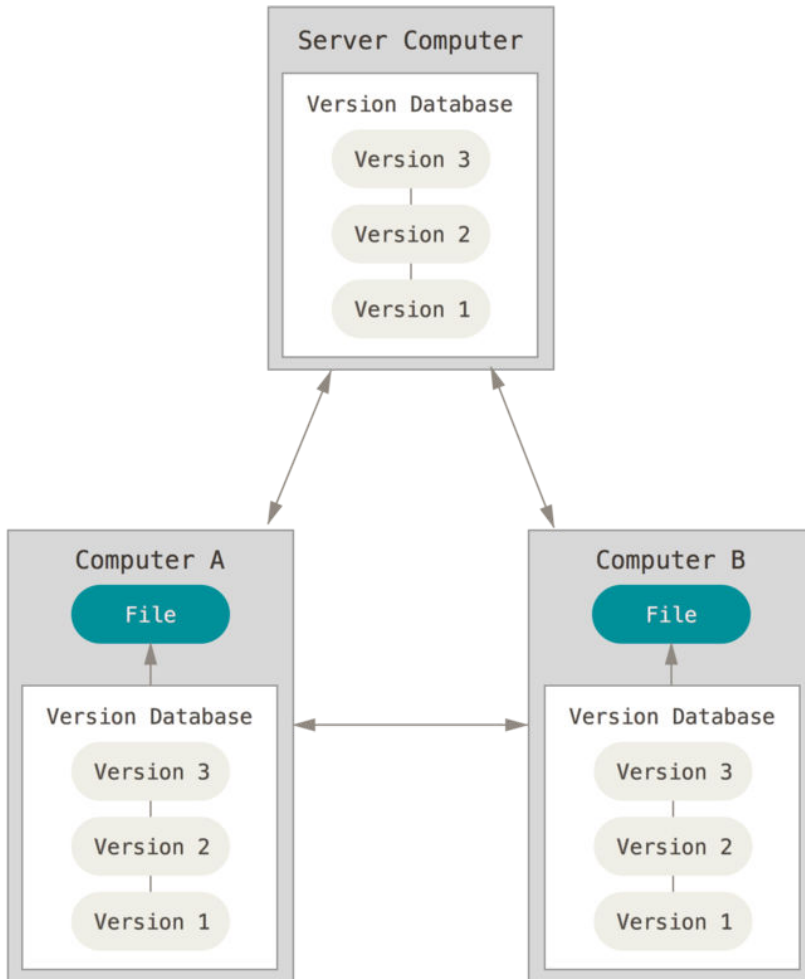 Server Computer
Version Database
Version 3
Version 2
Version 1
Computer A
File
Version Database
Version 3
Version 2
Version 1
Computer B
File
Version Database
Version 3
Version 2
Version 1